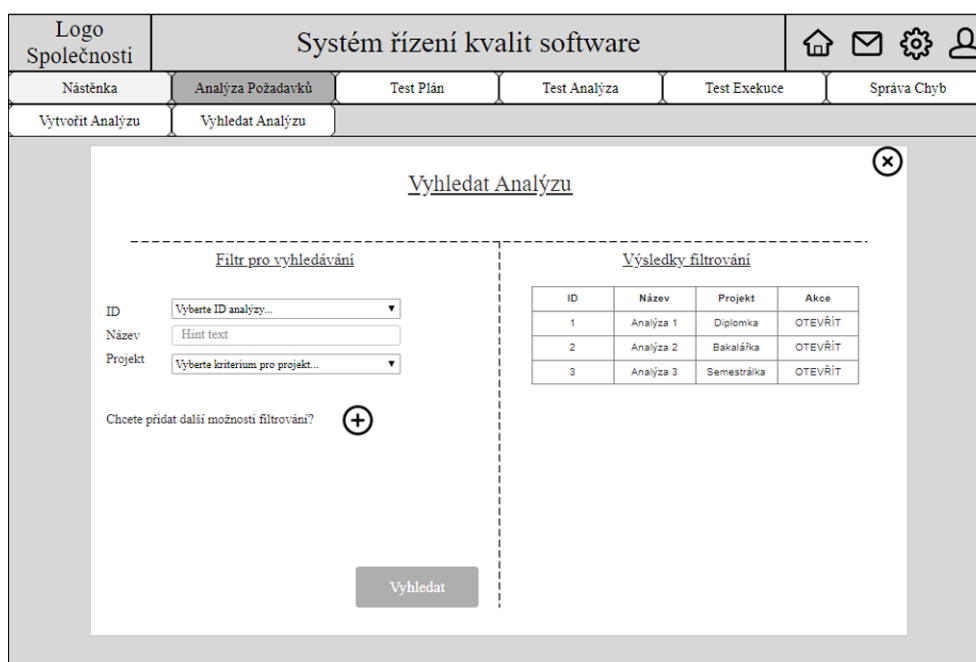 Logo
Společnosti
Systém řízení kvalit software
Nástěnka
Analýza Požadavků
Test Plán
Test Analýza
Test Exekuce
Správa Chyb
Vytvořit Analýzu
Vyhledat Analýzu
Vyhledat Analýzu
Filtr pro vyhledávání
ID
Vyberte ID analýzy...
Název
Hint text
Projekt
Vyberte kriterium pro projekt...
Chcete přidat další možnosti filtrování?
Vyhledat
Výsledky filtrování
ID Název Projekt Akce
1 Analýza 1 Diplomka OTEVŘÍT
2 Analýza 2 Bakalářka OTEVŘÍT
3 Analýza 3 Semestrálka OTEVŘÍT